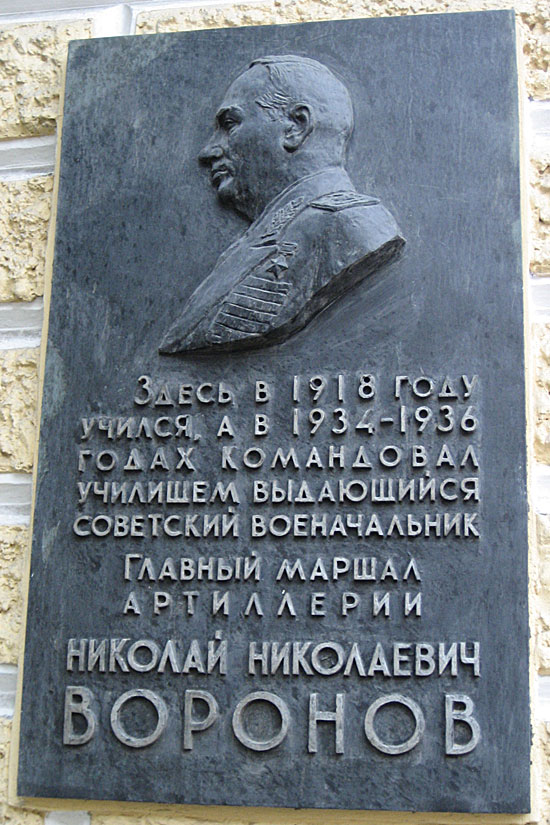 Здесь в 1918 году
учился, а в 1934-1936
годах командовал
училищем выдающийся
советский военачальник
Главный маршал
артиллерии
Николай Николаевич
Воронов